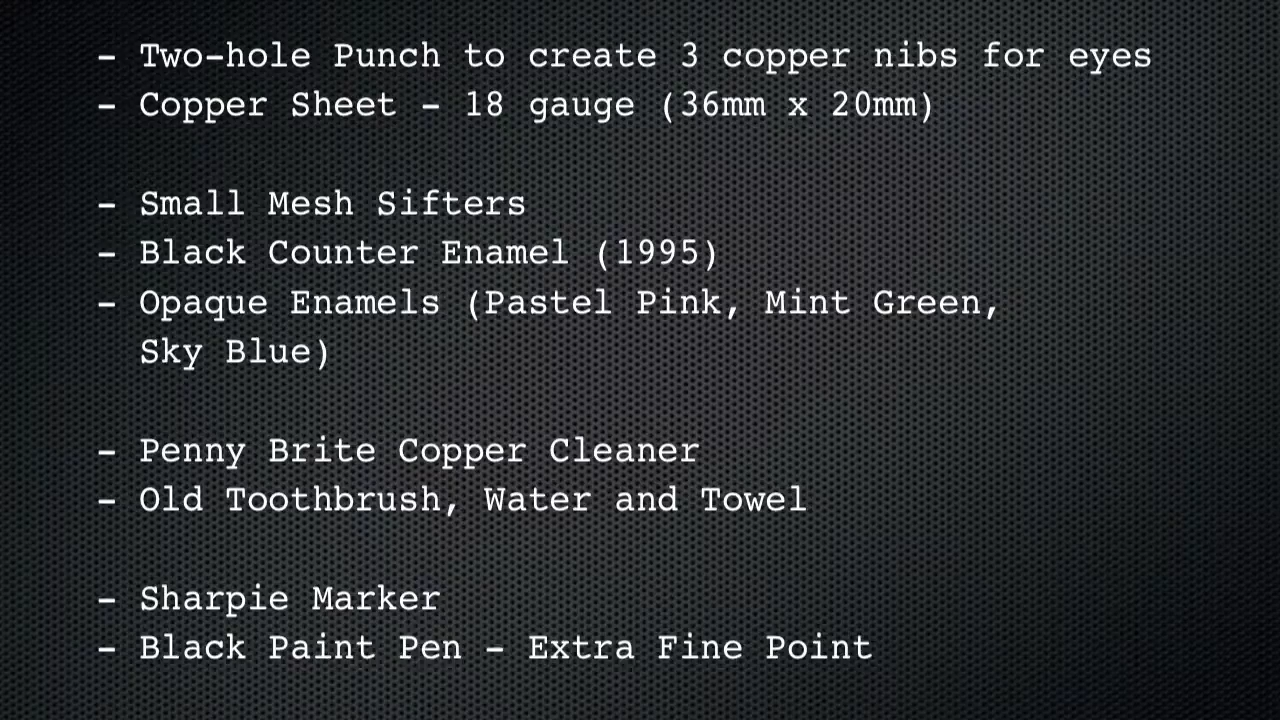 - Two-hole Punch to create 3 copper nibs for eyes
- Copper Sheet - 18 gauge (36mm x 20mm)
- Small Mesh Sifters
- Black Counter Enamel (1995)
- Opaque Enamels (Pastel Pink, Mint Green,
Sky Blue)
- Penny Brite Copper Cleaner
- Old Toothbrush, Water and Towel
- Sharpie Marker
- Black Paint Pen - Extra Fine Point